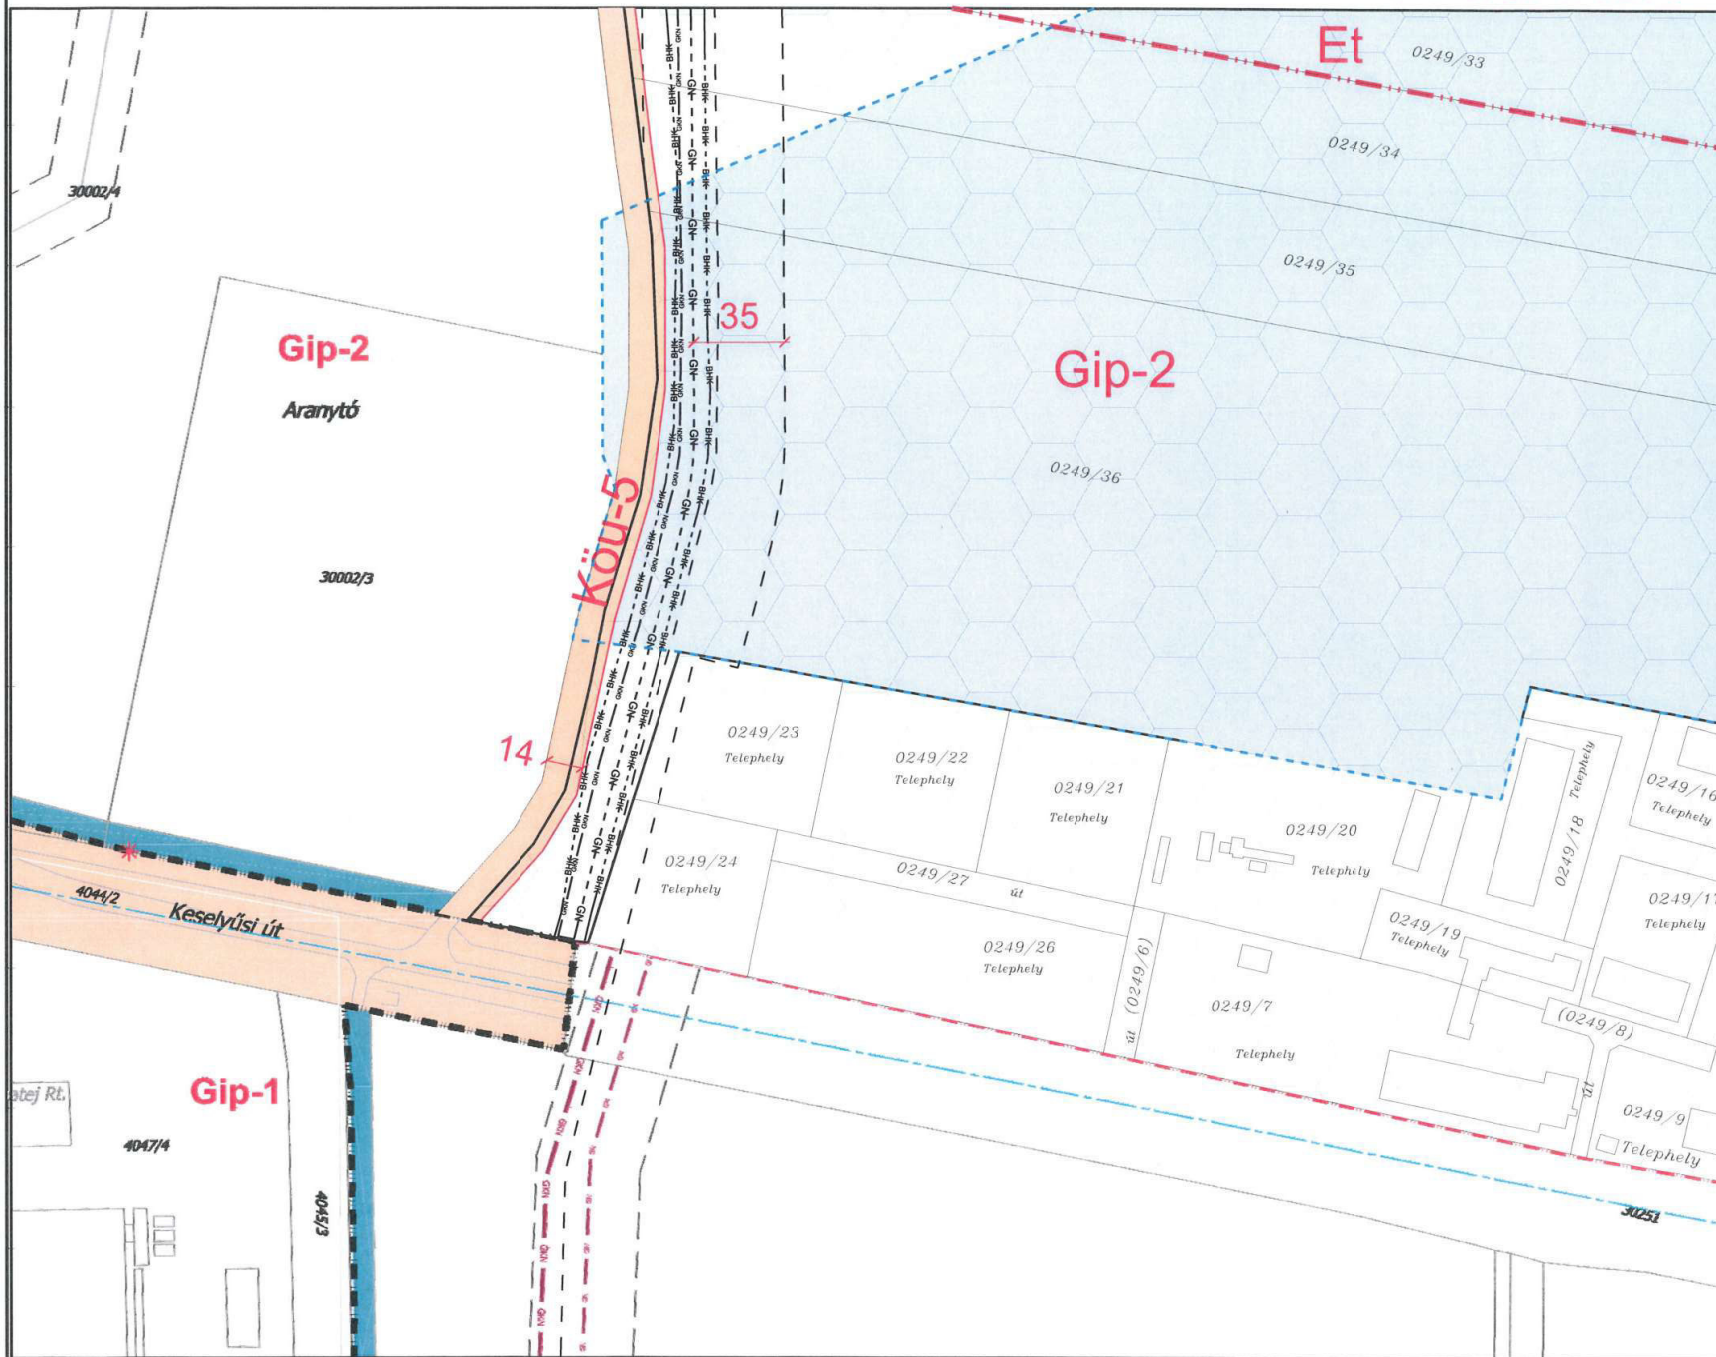 Et
0249/33
0249/34
30002/4
0249/35
35
Gip-2
Gip-2
Aranytó
0249/36
Köu-5
30002/3
14
0249/23
Telephely
0249/22
Telephely
0249/21
Telephely
0249/20
Telephely
0249/18 Telephely
0249/16
Telephely
0249/24
Telephely
0249/27 út
0249/17
Telephely
0249/19
Telephely
4044/2
Keselyűsi út
0249/26
Telephely
út (0249/6)
0249/7
Telephely
(0249/8)
út
Gip-1
atej Rt.
4047/4
4045/3
0249/9
Telephely
30251
BHK
GKN
GN